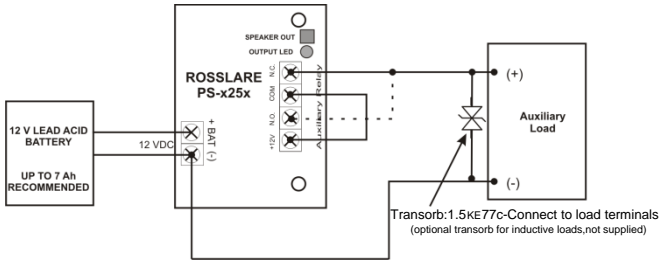 SPEAKER OUT
OUTPUT LED
ROSSLARE
PS-x25x
N.C.
COM
N.O.
+12V
Auxiliary Relay
+ BAT (-)
12 V LEAD ACID
BATTERY
UP TO 7 Ah
RECOMMENDED
12 VDC
(+)
Auxiliary
Load
(-)
Transorb:1.5KE77c-Connect to load terminals
(optional transorb for inductive loads,not supplied)